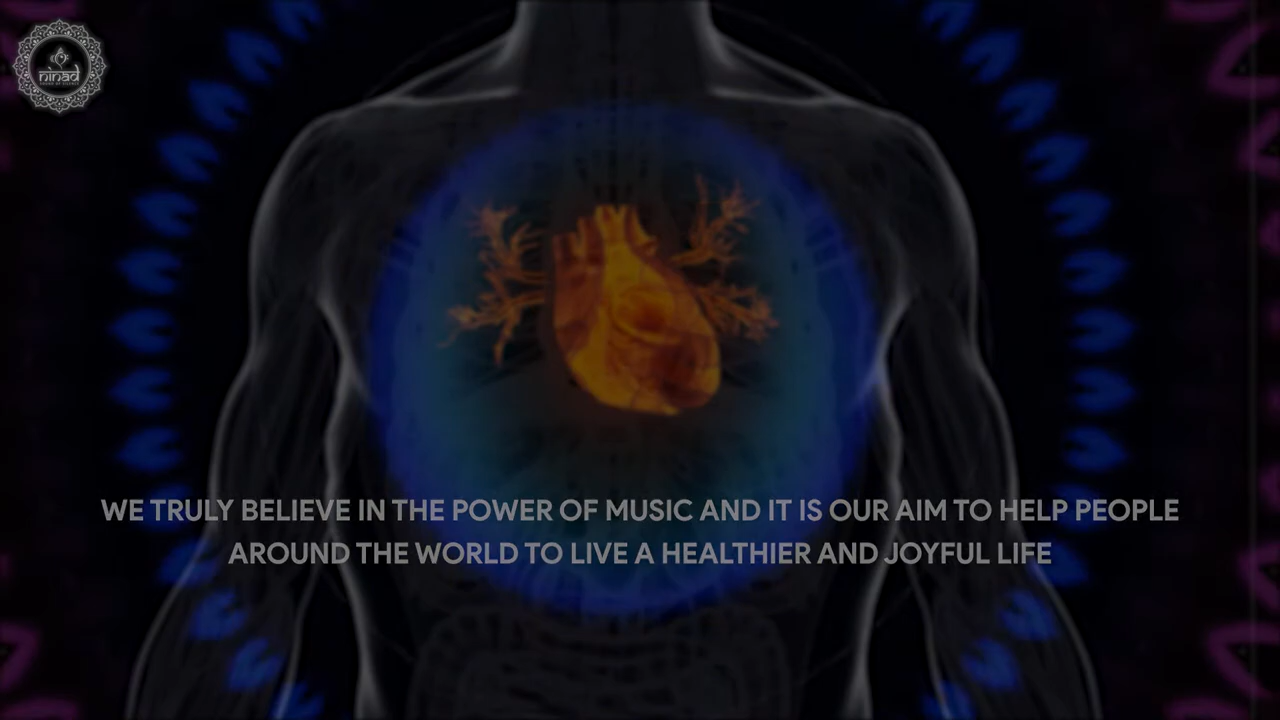 ninad
WE TRULY BELIEVE IN THE POWER OF MUSIC AND IT IS OUR AIM TO HELP PEOPLE
AROUND THE WORLD TO LIVE A HEALTHIER AND JOYFUL LIFE